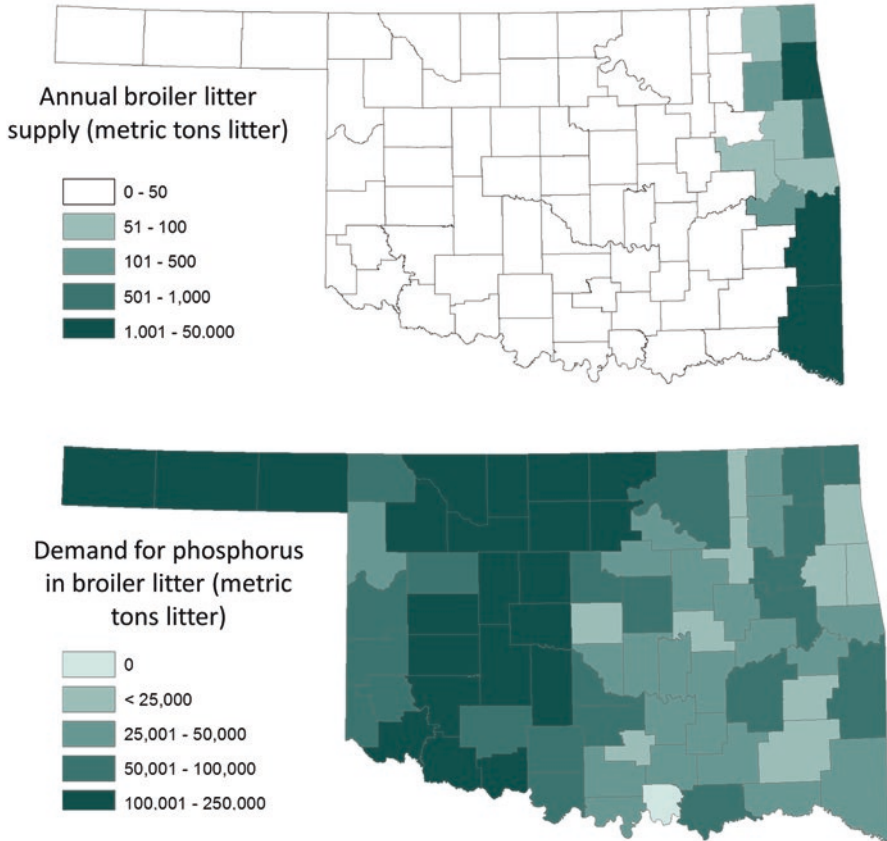 Annual broiler litter
supply (metric tons litter)
0 - 50
51 - 100
101 - 500
501 - 1,000
1.001 - 50.000
Demand for phosphorus
in broiler litter (metric
tons litter)
0
< 25,000
25,001 - 50,000
50,001 - 100,000
100.001 - 250,000